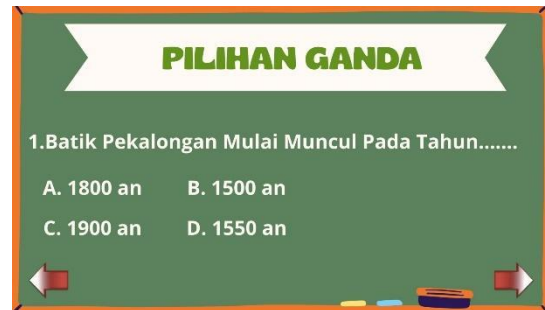 PILIHAN GANDA
1.Batik Pekalongan Mulai Muncul Pada Tahun.......
A. 1800 an B. 1500 an
C. 1900 an D. 1550 an